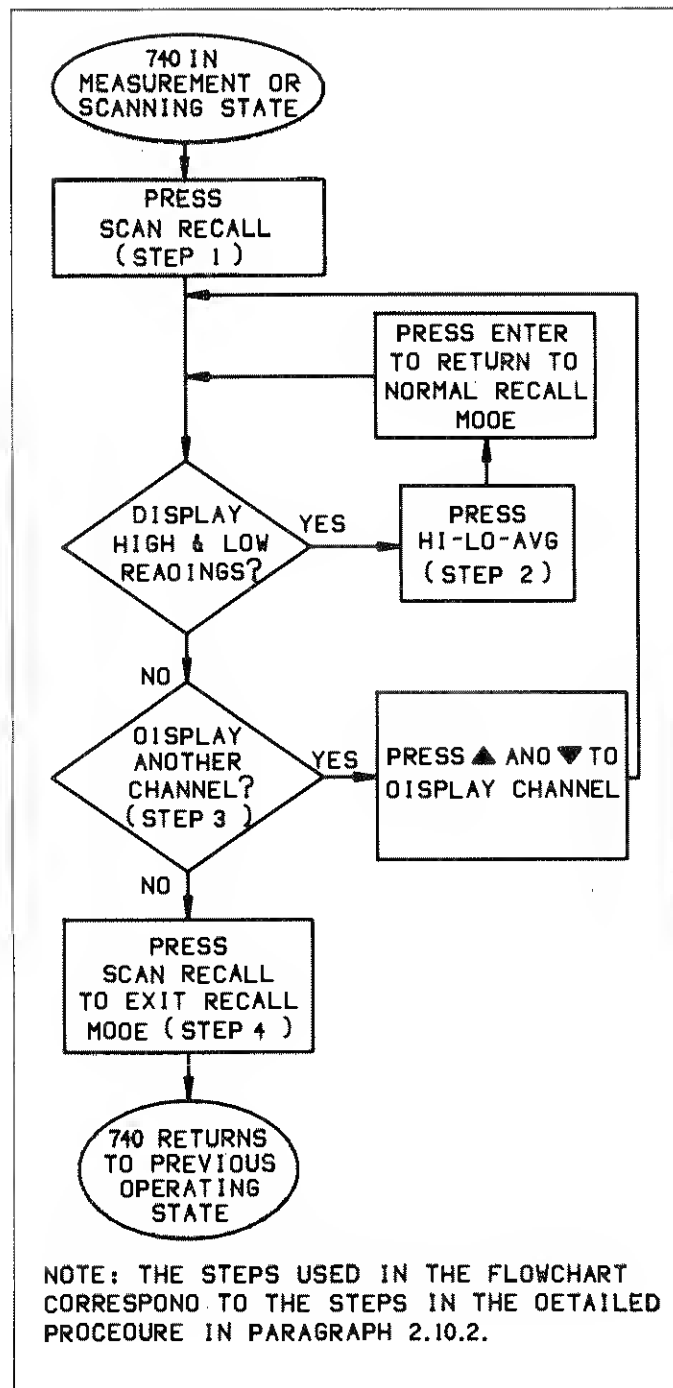 740 IN
MEASUREMENT OR
SCANNING STATE
PRESS
SCAN RECALL
(STEP 1)
PRESS ENTER
TO RETURN TO
NORMAL RECALL
MOOE
DISPLAY
HIGH & LOW
REAOINGS?
YES
PRESS
HI-LO-AVG
(STEP 2)
NO
OISPLAY
ANOTHER
CHANNEL?
(STEP 3)
YES
PRESS ▲ ANO ▼ TO
OISPLAY CHANNEL
NO
PRESS
SCAN RECALL
TO EXIT RECALL
MOOE (STEP 4)
740 RETURNS
TO PREVIOUS
OPERATING
STATE
NOTE: THE STEPS USED IN THE FLOWCHART
CORRESPONO TO THE STEPS IN THE OETAILED
PROCEOURE IN PARAGRAPH 2.10.2.